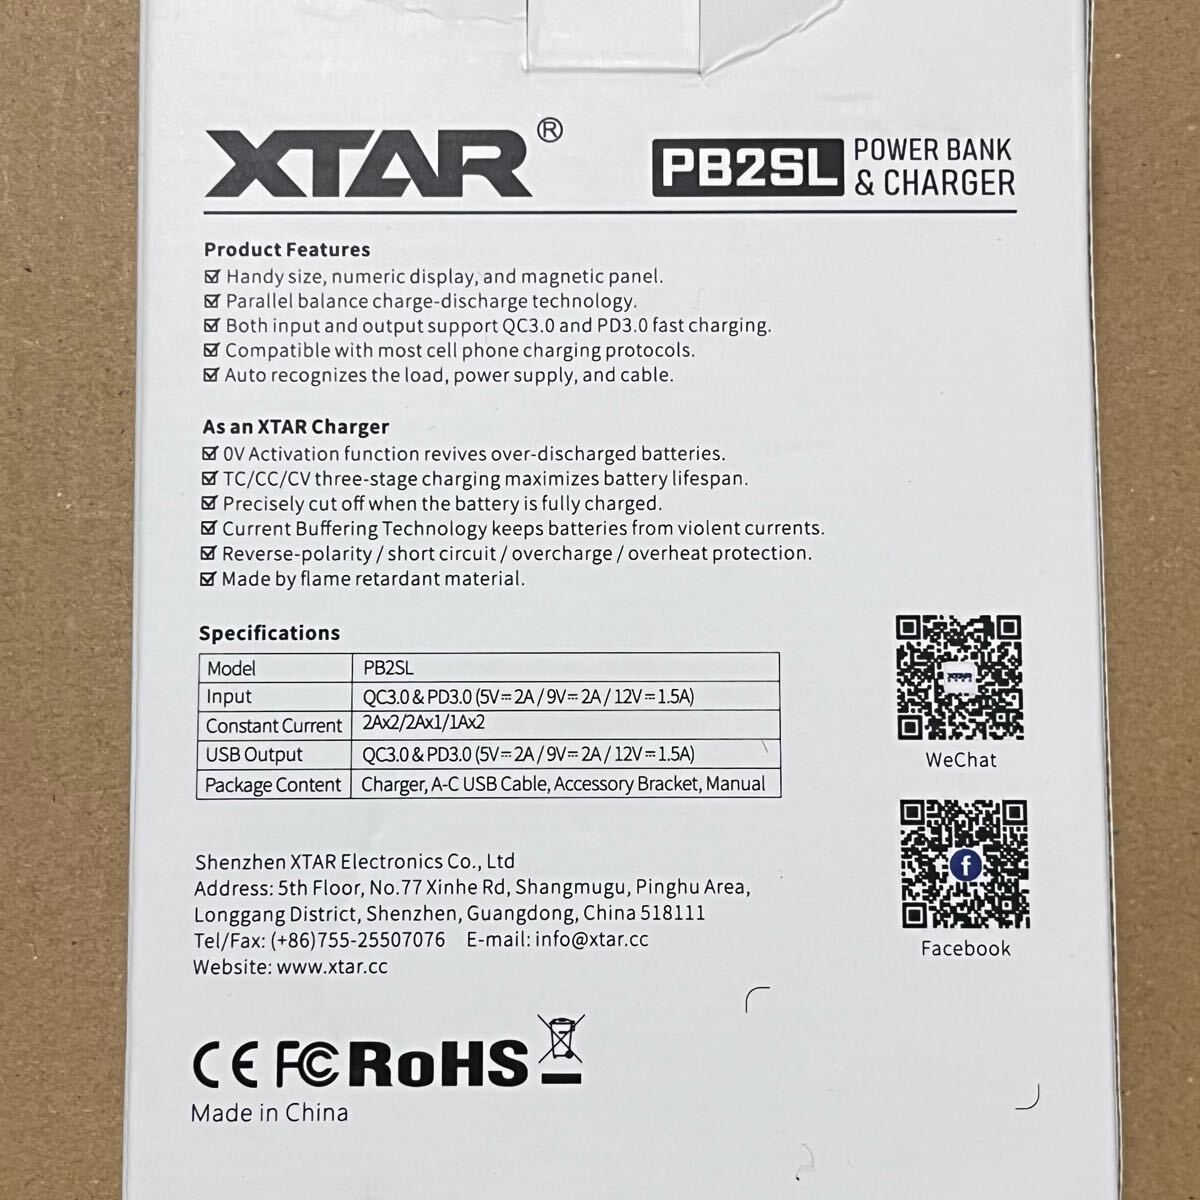 XTAR®
PB2SL POWER BANK
& CHARGER
Product Features
Handy size, numeric display, and magnetic panel.
Parallel balance charge-discharge technology.
Both input and output support QC3.0 and PD3.0 fast charging.
Compatible with most cell phone charging protocols.
Auto recognizes the load, power supply, and cable.
As an XTAR Charger
0V Activation function revives over-discharged batteries.
TC/CC/CV three-stage charging maximizes battery lifespan.
Precisely cut off when the battery is fully charged.
Current Buffering Technology keeps batteries from violent currents.
Reverse-polarity / short circuit / overcharge / overheat protection.
Made by flame retardant material.
Specifications
Model PB2SL
Input QC3.0 & PD3.0 (5V⎓2A / 9V⎓2A / 12V⎓1.5A)
Constant Current 2Ax2/2Ax1/1Ax2
USB Output QC3.0 & PD3.0 (5V⎓2A / 9V⎓2A / 12V⎓1.5A)
Package Content Charger, A-C USB Cable, Accessory Bracket, Manual
XTAR
WeChat
f
Facebook
Shenzhen XTAR Electronics Co., Ltd
Address: 5th Floor, No.77 Xinhe Rd, Shangmugu, Pinghu Area,
Longgang District, Shenzhen, Guangdong, China 518111
Tel/Fax: (+86)755-25507076 E-mail: info@xtar.cc
Website: www.xtar.cc
CE FC RoHS
Made in China